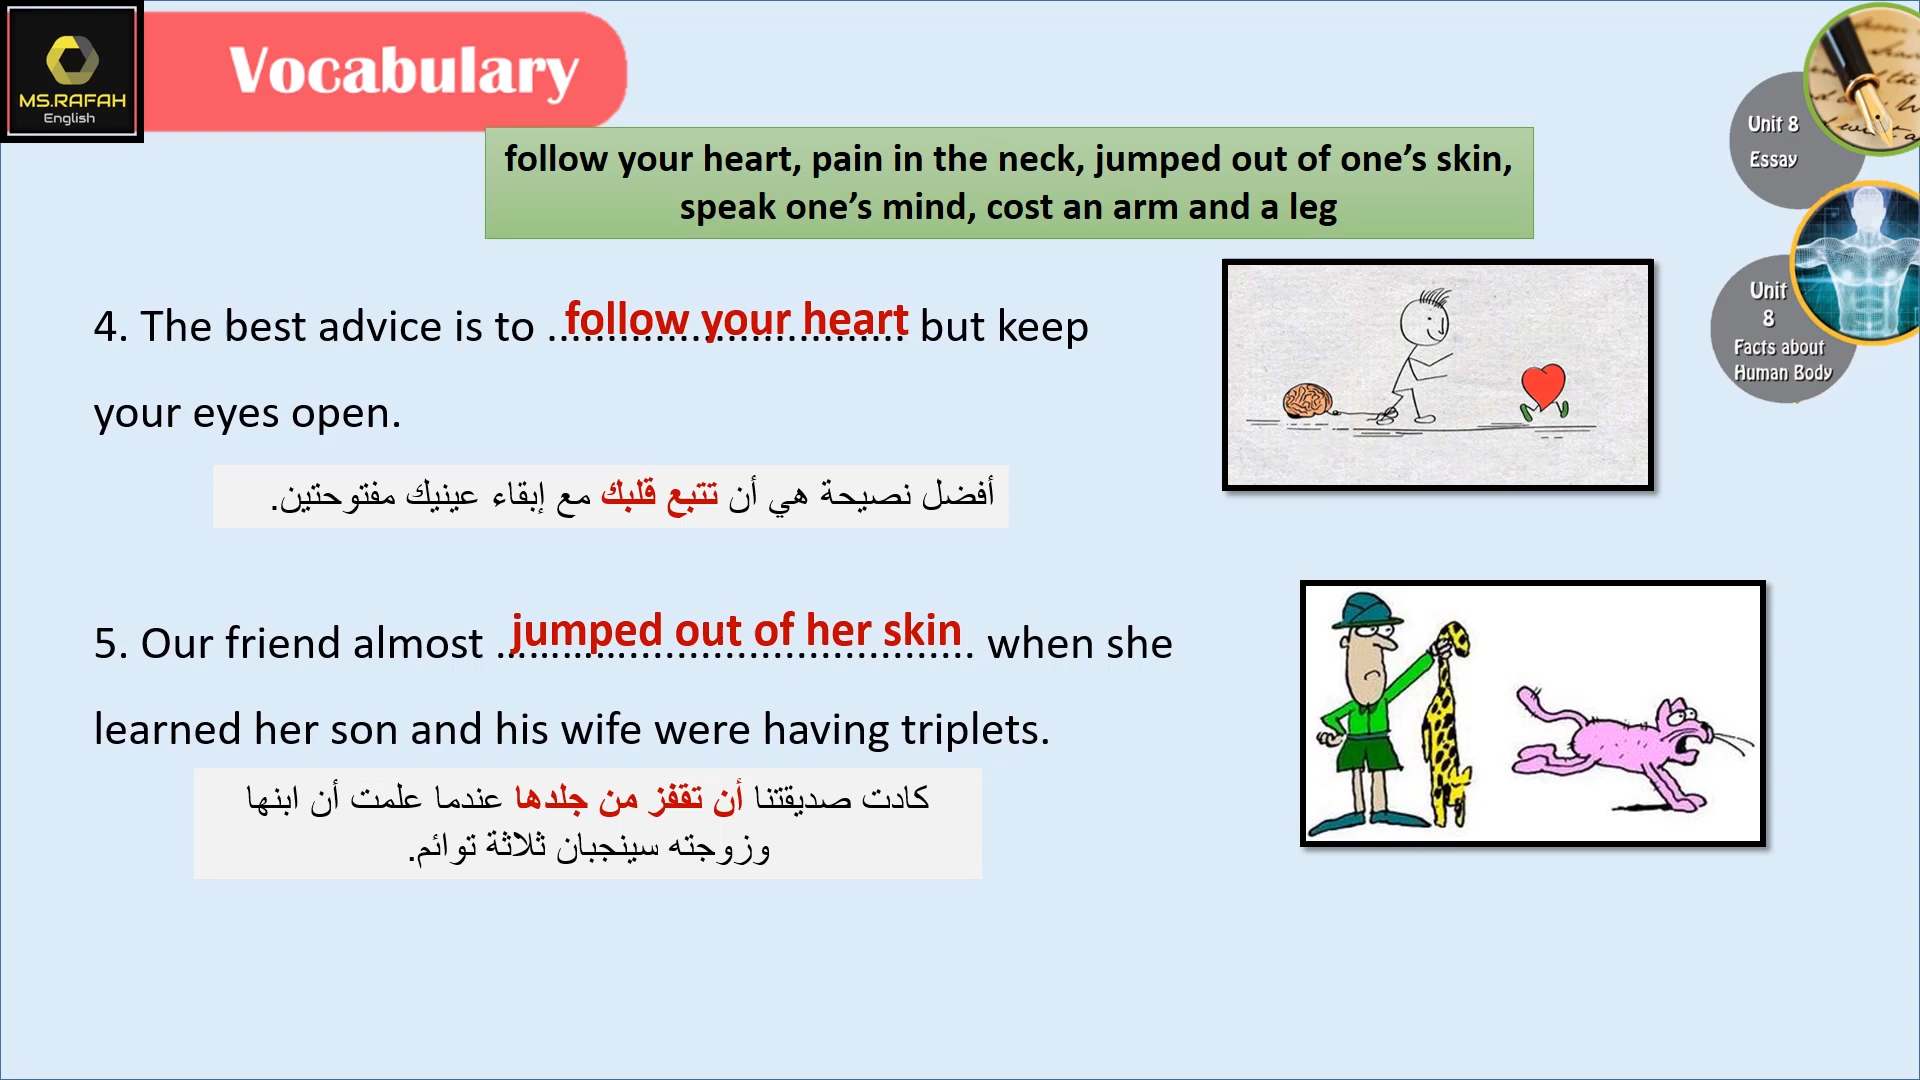 MS.RAFAH
English
Vocabulary
Unit 8
Essay
follow your heart, pain in the neck, jumped out of one’s skin,
speak one’s mind, cost an arm and a leg
Unit
8
Facts about
Human Body
4. The best advice is to .follow your heart but keep
your eyes open.
أفضل نصيحة هي أن تتبع قلبك مع إبقاء عينيك مفتوحتين.
5. Our friend almost ..jumped out of her skin. when she
learned her son and his wife were having triplets.
كادت صديقتنا أن تقفز من جلدها عندما علمت أن ابنها
وزوجته سينجبان ثلاثة توائم.